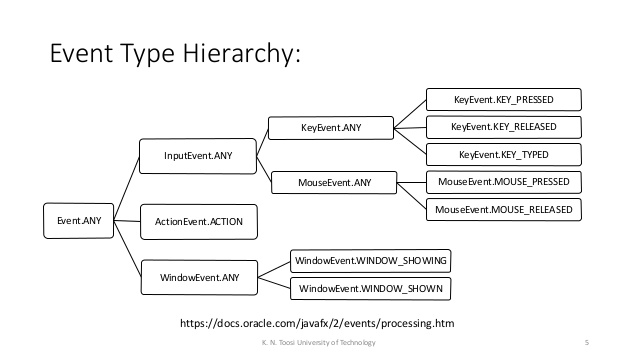 Event Type Hierarchy:
KeyEvent.KEY_PRESSED
KeyEvent.ANY
KeyEvent.KEY_RELEASED
InputEvent.ANY
KeyEvent.KEY_TYPED
MouseEvent.ANY
MouseEvent.MOUSE_PRESSED
MouseEvent.MOUSE_RELEASED
Event.ANY
ActionEvent.ACTION
WindowEvent.WINDOW_SHOWING
WindowEvent.ANY
WindowEvent.WINDOW_SHOWN
https://docs.oracle.com/javafx/2/events/processing.htm
K. N. Toosi University of Technology
5